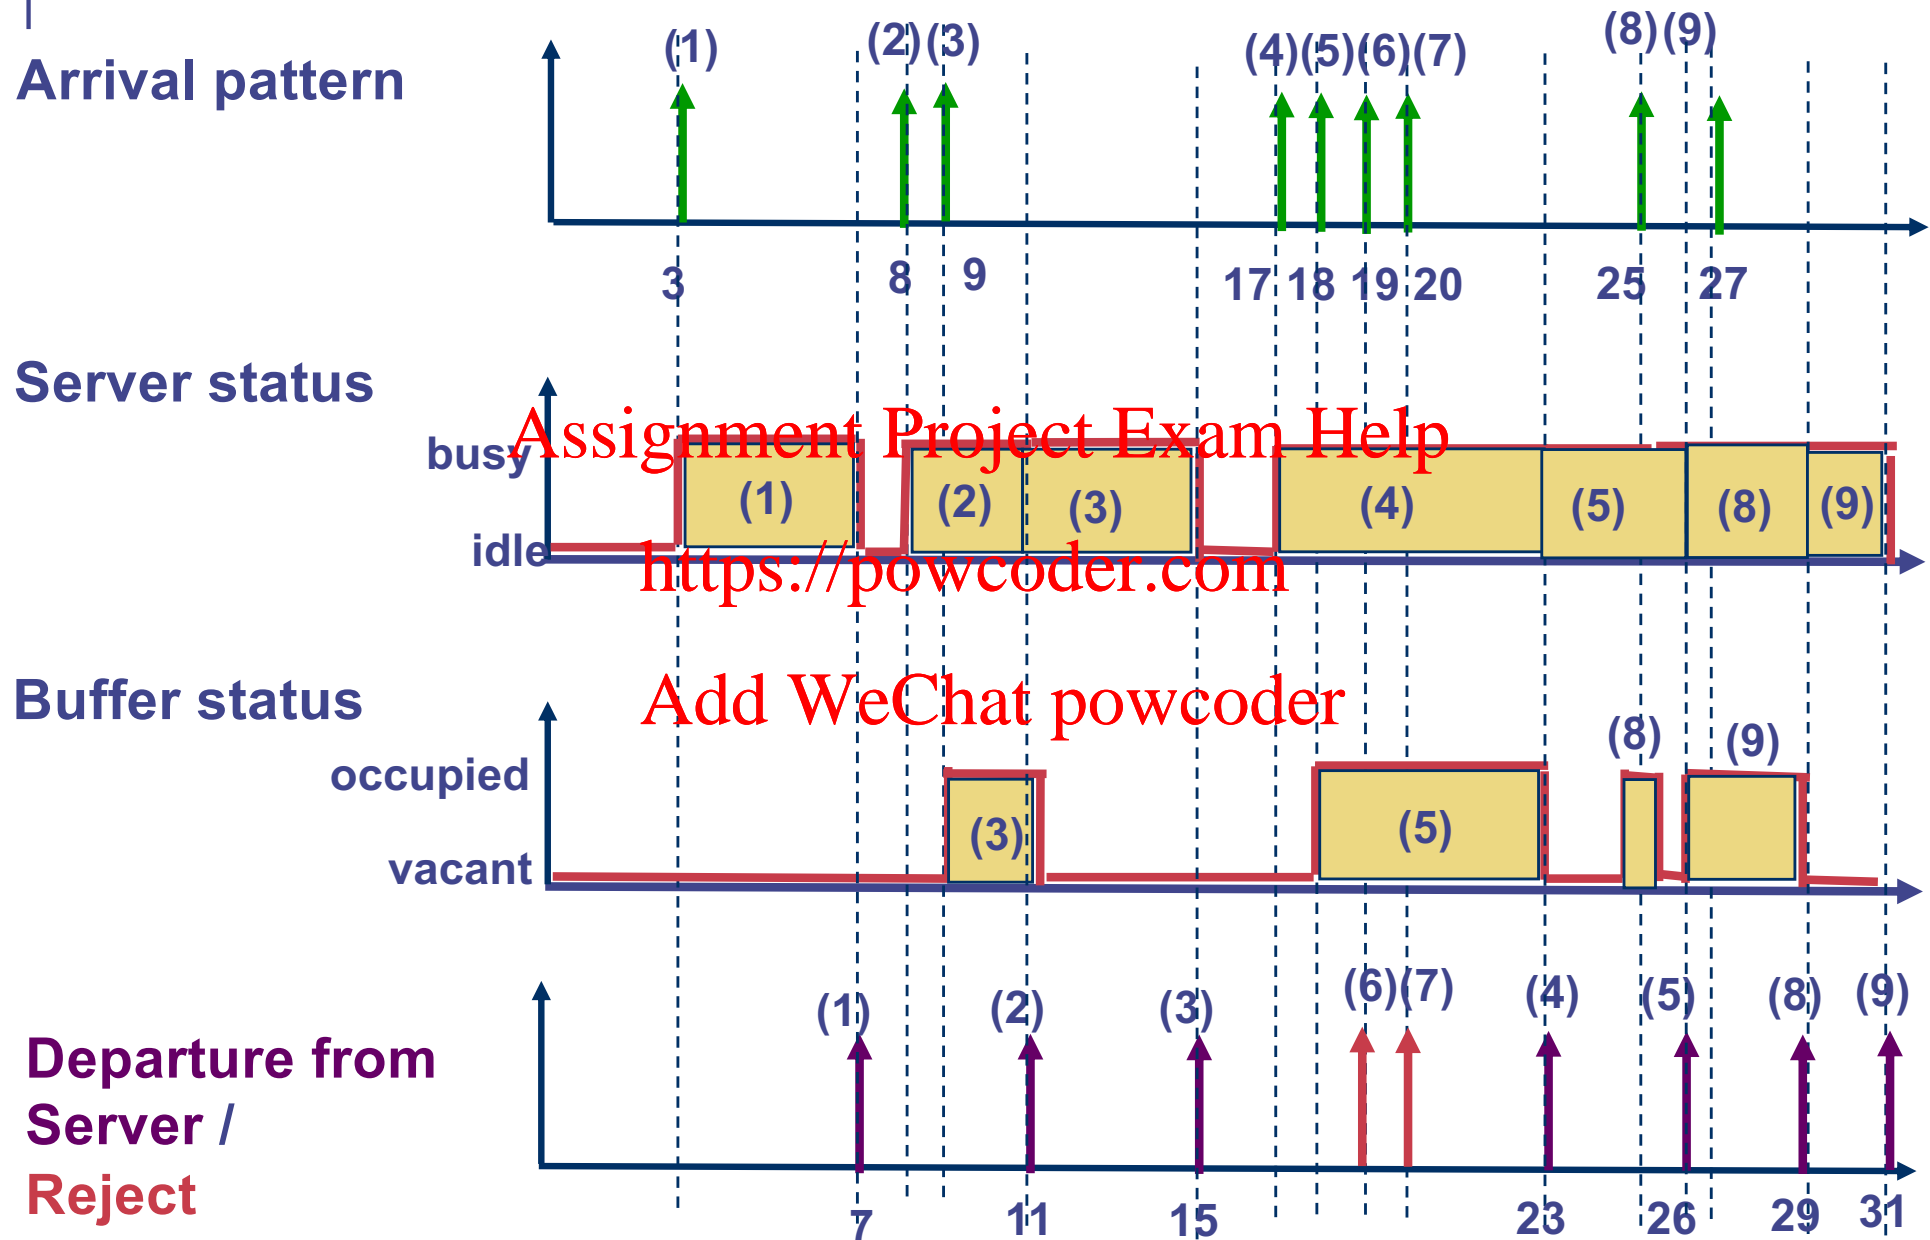 (1) (2) (3) (4) (5) (6) (7) (8) (9)
Arrival pattern
3 8 9 17 18 19 20 25 27
Server status
Assignment Project Exam Help
busy
(1) (2) (3) (4) (5) (8) (9)
idle
https://powcoder.com
Add WeChat powcoder
Buffer status
(8) (9)
occupied
(3) (5)
vacant
(1) (2) (3) (6) (7) (4) (5) (8) (9)
Departure from
Server /
Reject
7 11 15 23 26 29 31